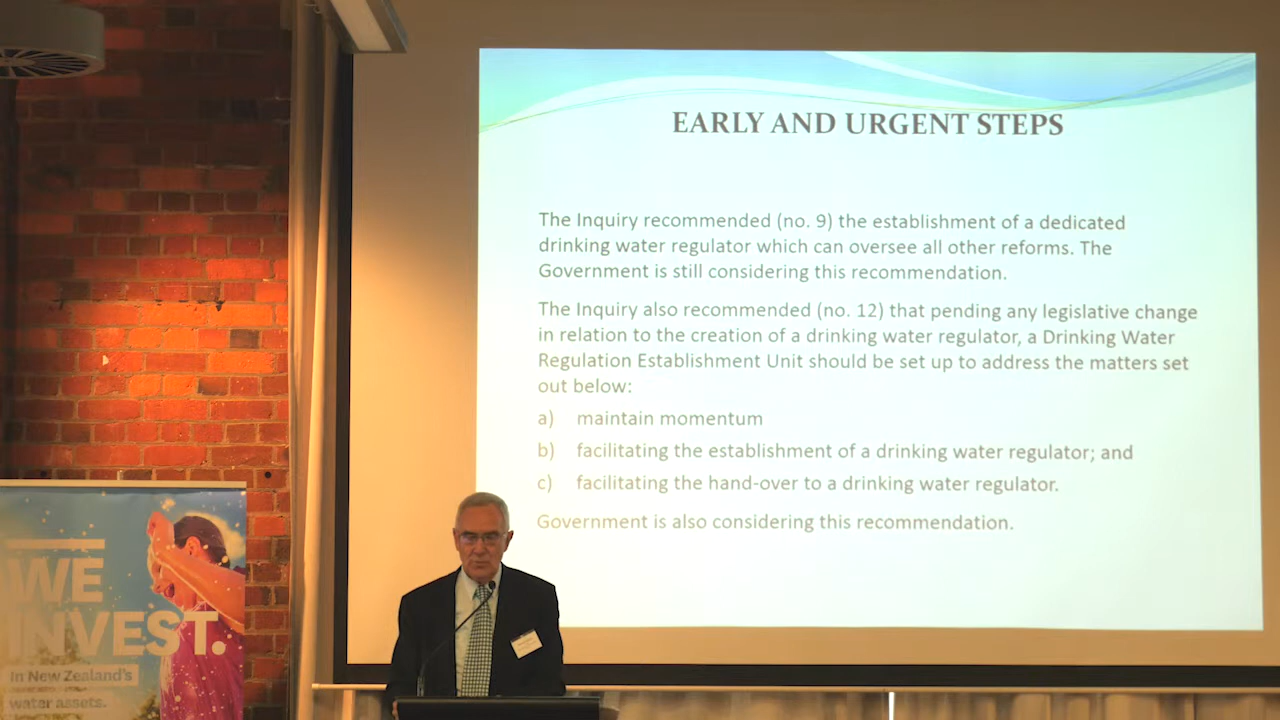 EARLY AND URGENT STEPS
The Inquiry recommended (no. 9) the establishment of a dedicated
drinking water regulator which can oversee all other reforms. The
Government is still considering this recommendation.
The Inquiry also recommended (no. 12) that pending any legislative change
in relation to the creation of a drinking water regulator, a Drinking Water
Regulation Establishment Unit should be set up to address the matters set
out below:
a) maintain momentum
b) facilitating the establishment of a drinking water regulator; and
c) facilitating the hand-over to a drinking water regulator.
Government is also considering this recommendation.
WE
INVEST.
In New Zealand's
water assets.